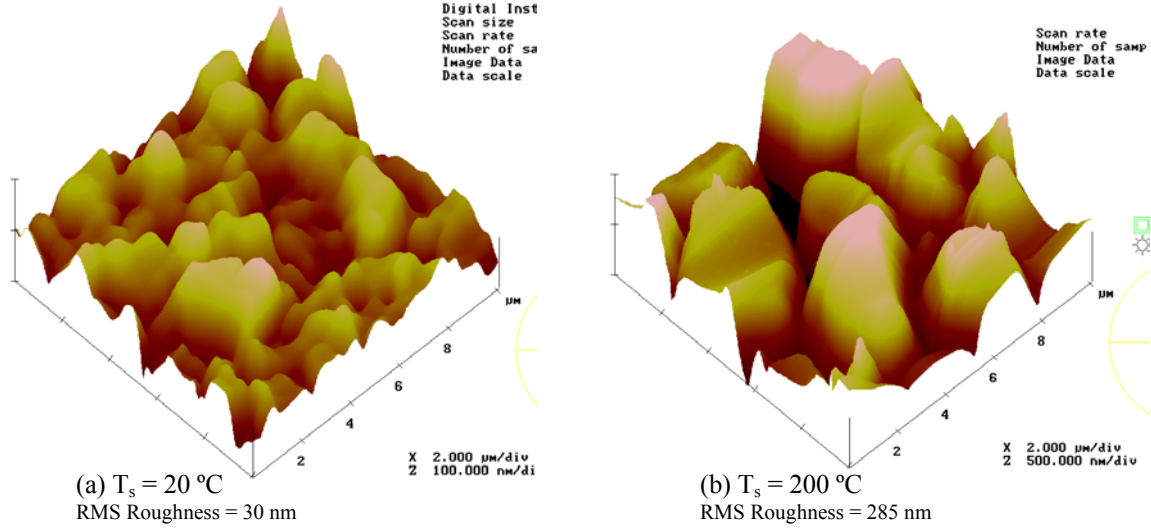 Digital Inst
Scan size
Scan rate
Number of sa
Image Data
Data scale
µm
8
6
4
2
X 2.000 µm/div
Z 100.000 nm/di
(a) Tₛ = 20 ºC
RMS Roughness = 30 nm
Scan rate
Number of samp
Image Data
Data scale
µm
8
6
4
2
X 2.000 µm/div
Z 500.000 nm/div
(b) Tₛ = 200 ºC
RMS Roughness = 285 nm